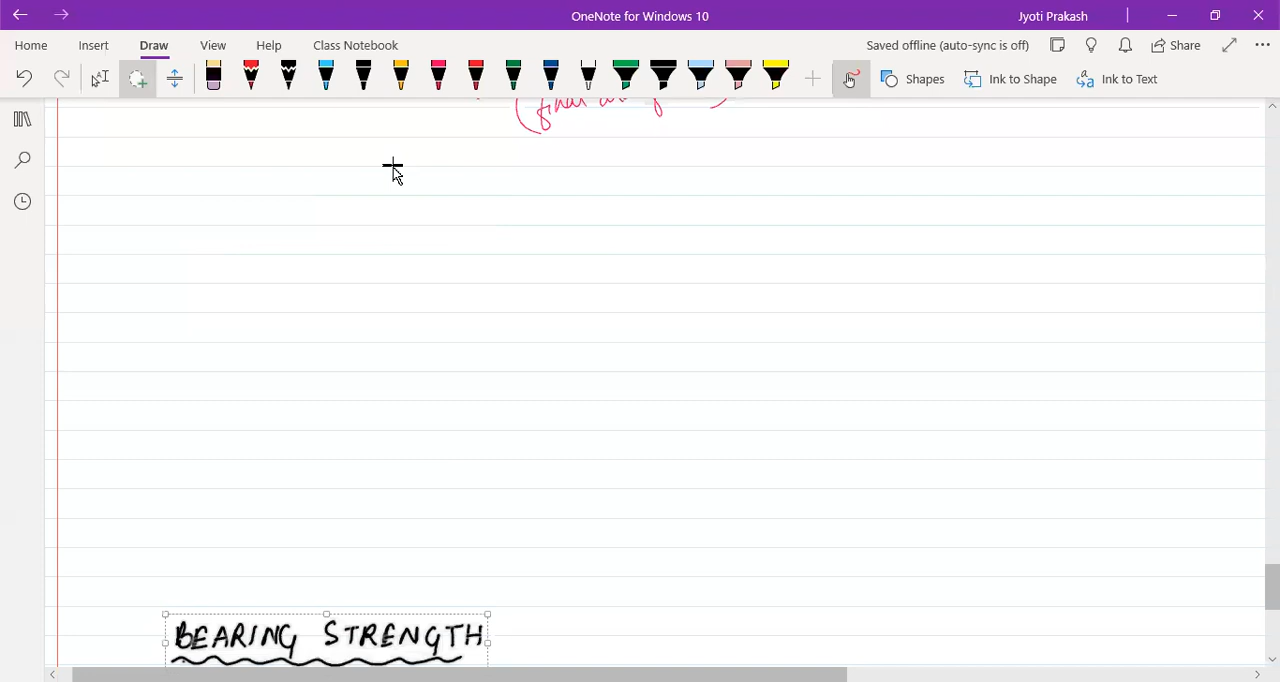 OneNote for Windows 10
Jyoti Prakash
Home Insert Draw View Help Class Notebook
Saved offline (auto-sync is off) Share
Shapes Ink to Shape Ink to Text
(final
BEARING STRENGTH